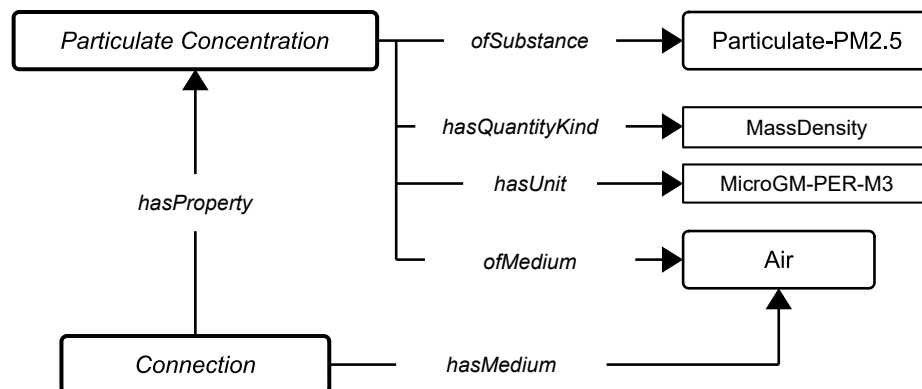 Particulate Concentration
ofSubstance
Particulate-PM2.5
hasQuantityKind
MassDensity
hasUnit
MicroGM-PER-M3
hasProperty
ofMedium
Air
Connection
hasMedium